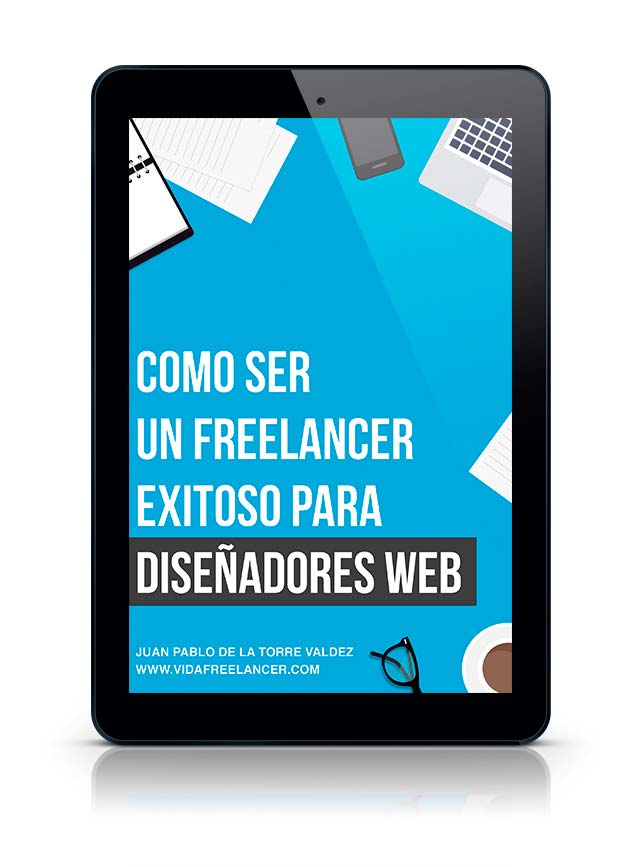 COMO SER
UN FREELANCER
EXITOSO PARA
DISEÑADORES WEB
JUAN PABLO DE LA TORRE VALDEZ
WWW.VIDAFREELANCER.COM